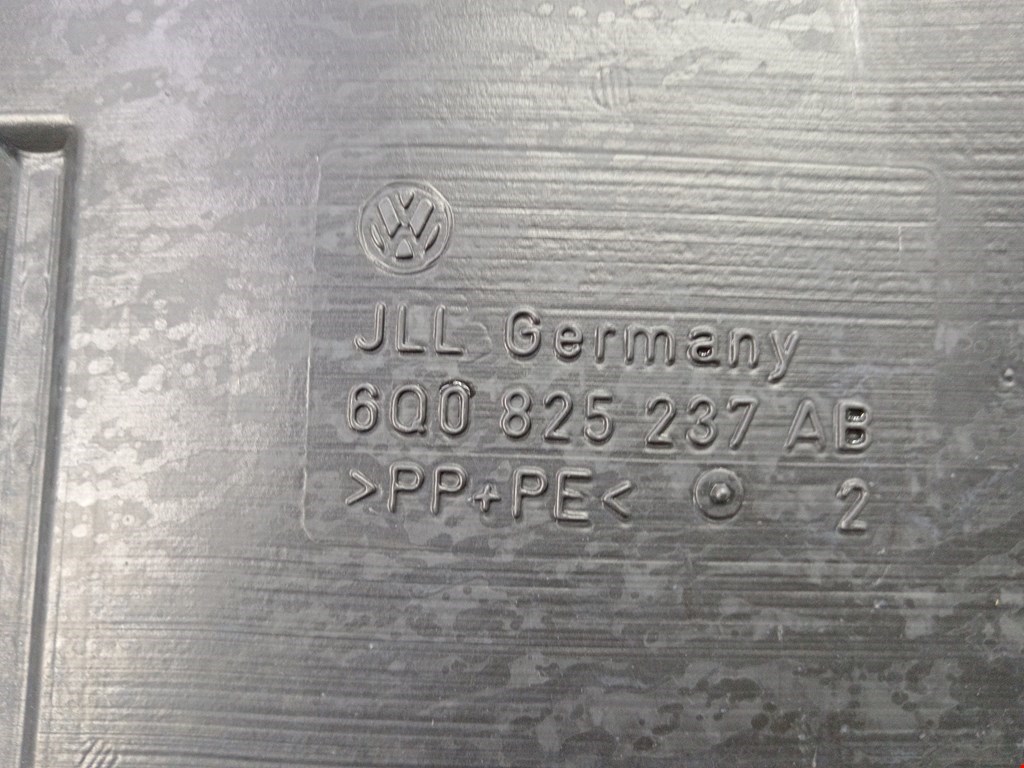 JLL Germany
6Q0 825 237 AB
>PP+PE<
2